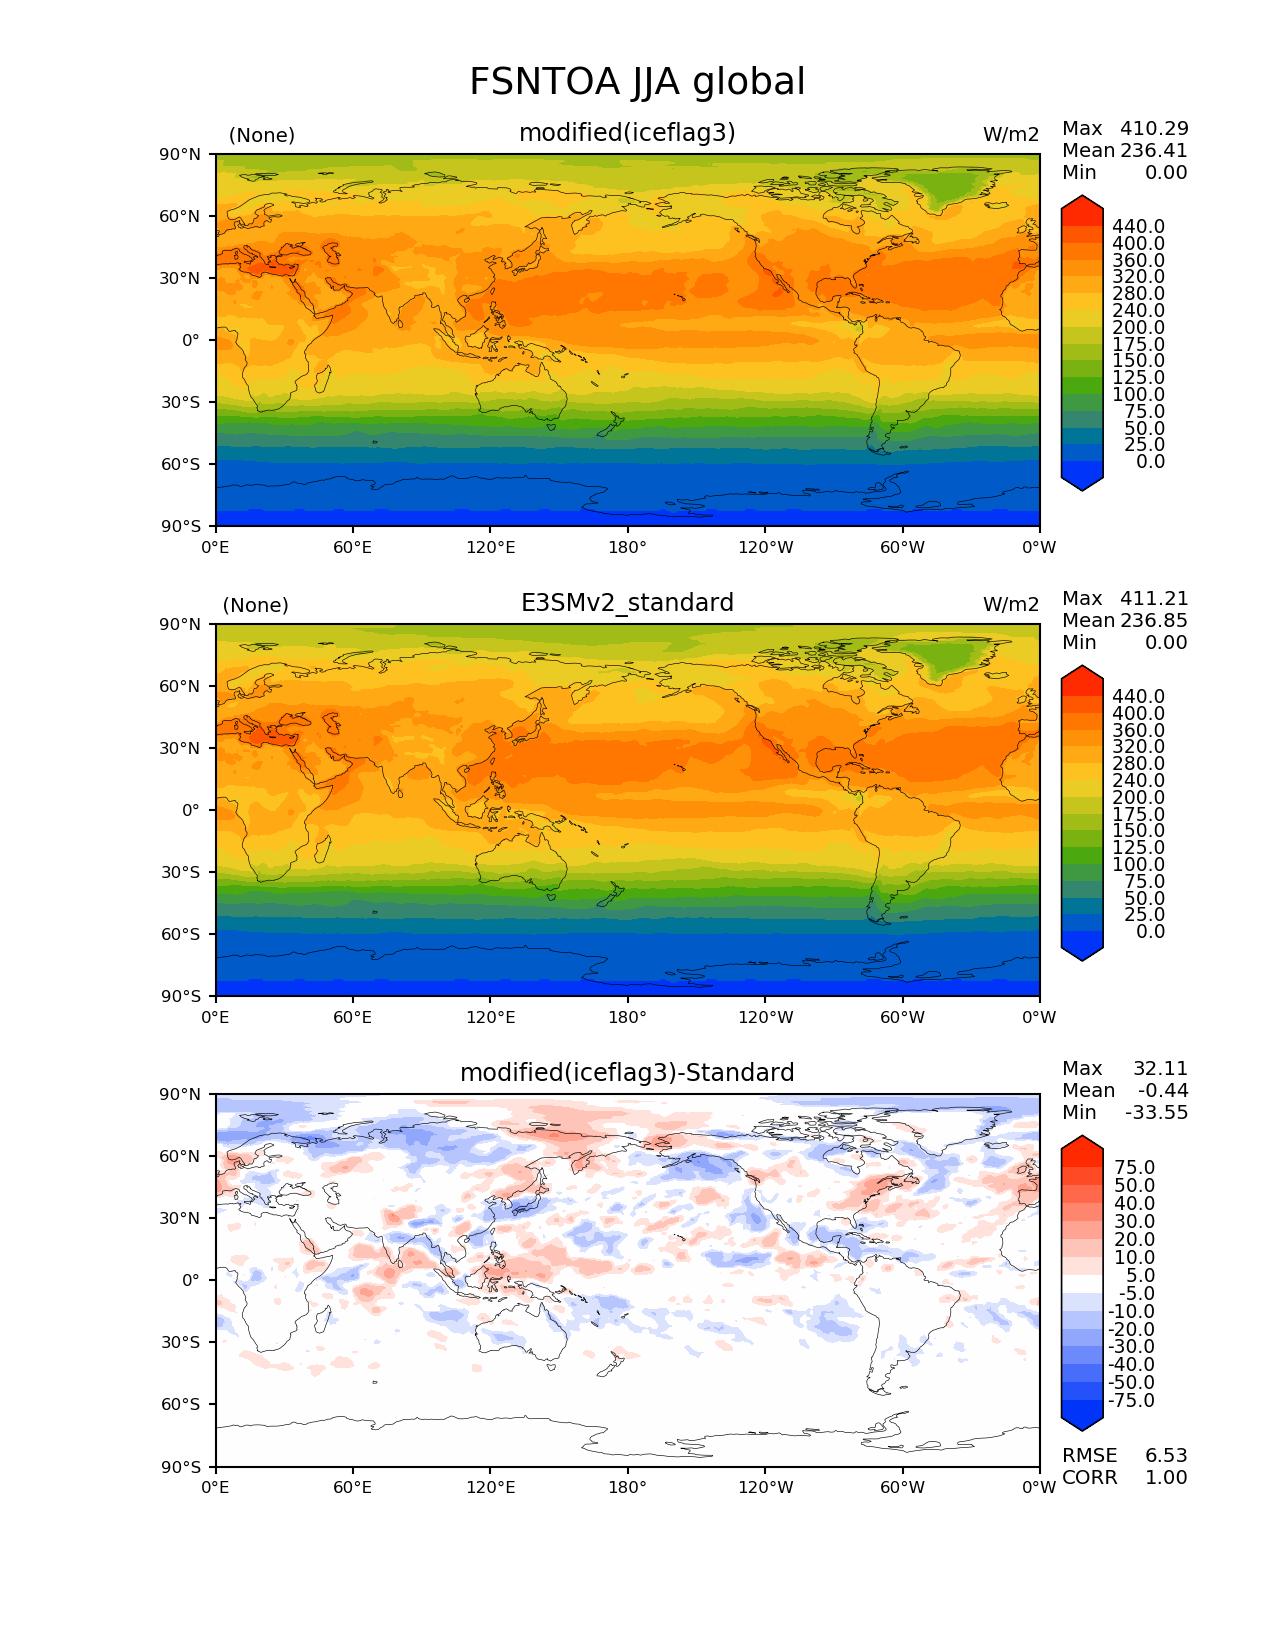 FSNTOA JJA global
(None) modified(iceflag3) W/m2
Max 410.29
Mean 236.41
Min 0.00
90°N
60°N
30°N
0°
30°S
60°S
90°S
0°E 60°E 120°E 180° 120°W 60°W 0°W
440.0
400.0
360.0
320.0
280.0
240.0
200.0
175.0
150.0
125.0
100.0
75.0
50.0
25.0
0.0
(None) E3SMv2_standard W/m2
Max 411.21
Mean 236.85
Min 0.00
90°N
60°N
30°N
0°
30°S
60°S
90°S
0°E 60°E 120°E 180° 120°W 60°W 0°W
440.0
400.0
360.0
320.0
280.0
240.0
200.0
175.0
150.0
125.0
100.0
75.0
50.0
25.0
0.0
modified(iceflag3)-Standard
Max 32.11
Mean -0.44
Min -33.55
90°N
60°N
30°N
0°
30°S
60°S
90°S
0°E 60°E 120°E 180° 120°W 60°W 0°W
75.0
50.0
40.0
30.0
20.0
10.0
5.0
-5.0
-10.0
-20.0
-30.0
-40.0
-50.0
-75.0
RMSE 6.53
CORR 1.00